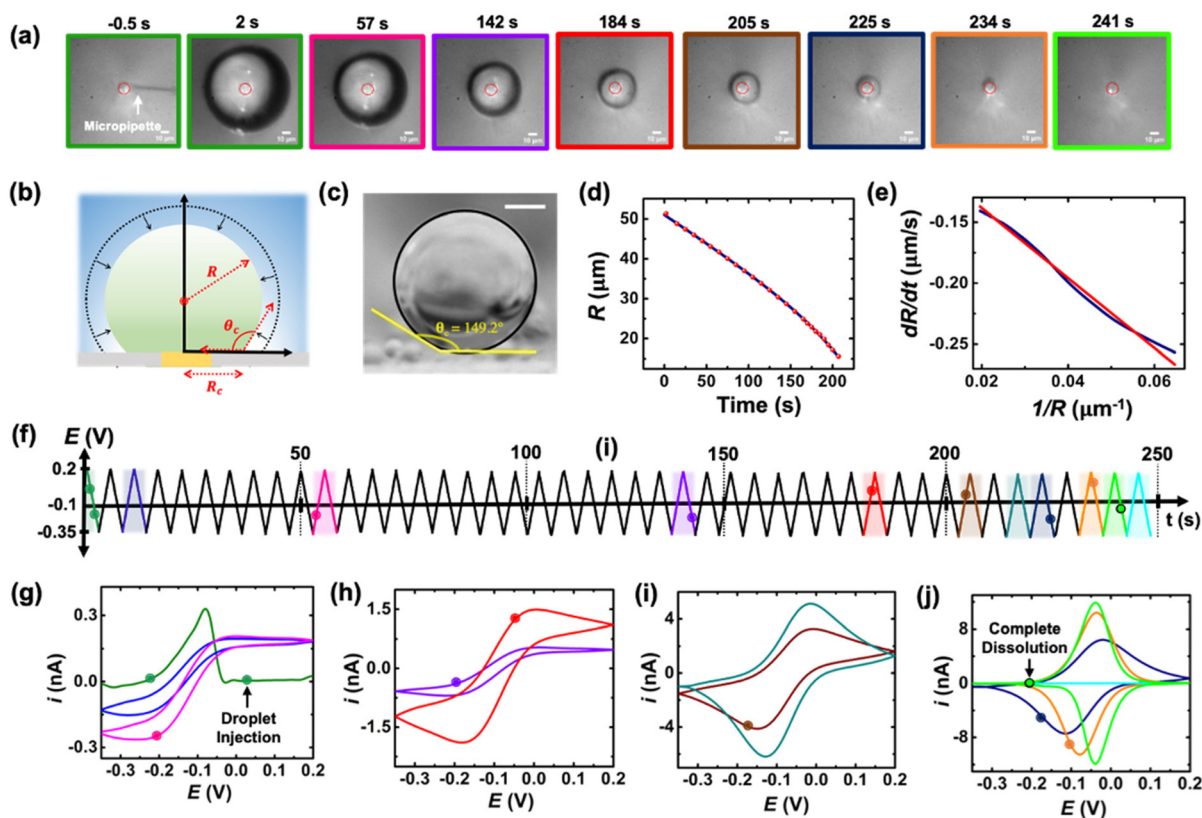 -0.5 s 2 s 57 s 142 s 184 s 205 s 225 s 234 s 241 s
(a)
Micropipette
10 µm 10 µm 10 µm 10 µm 10 µm 10 µm 10 µm 10 µm 10 µm
(b) (c) (d) (e)
R
θc
Rc
θc = 149.2°
R (µm)
50
40
30
20
0 50 100 150 200
Time (s)
dR/dt (µm/s)
-0.15
-0.20
-0.25
0.02 0.04 0.06
1/R (µm⁻¹)
(f) E (V) (i)
50 100 150 200 250
0.2
-0.1
-0.35
t (s)
(g) (h) (i) (j)
i (nA)
0.3
0.0
-0.3
Droplet
Injection
-0.3 -0.2 -0.1 0.0 0.1 0.2
E (V)
i (nA)
1.5
0.0
-1.5
-0.3 -0.2 -0.1 0.0 0.1 0.2
E (V)
i (nA)
4
0
-4
-0.3 -0.2 -0.1 0.0 0.1 0.2
E (V)
i (nA)
8
0
-8
Complete
Dissolution
-0.3 -0.2 -0.1 0.0 0.1 0.2
E (V)